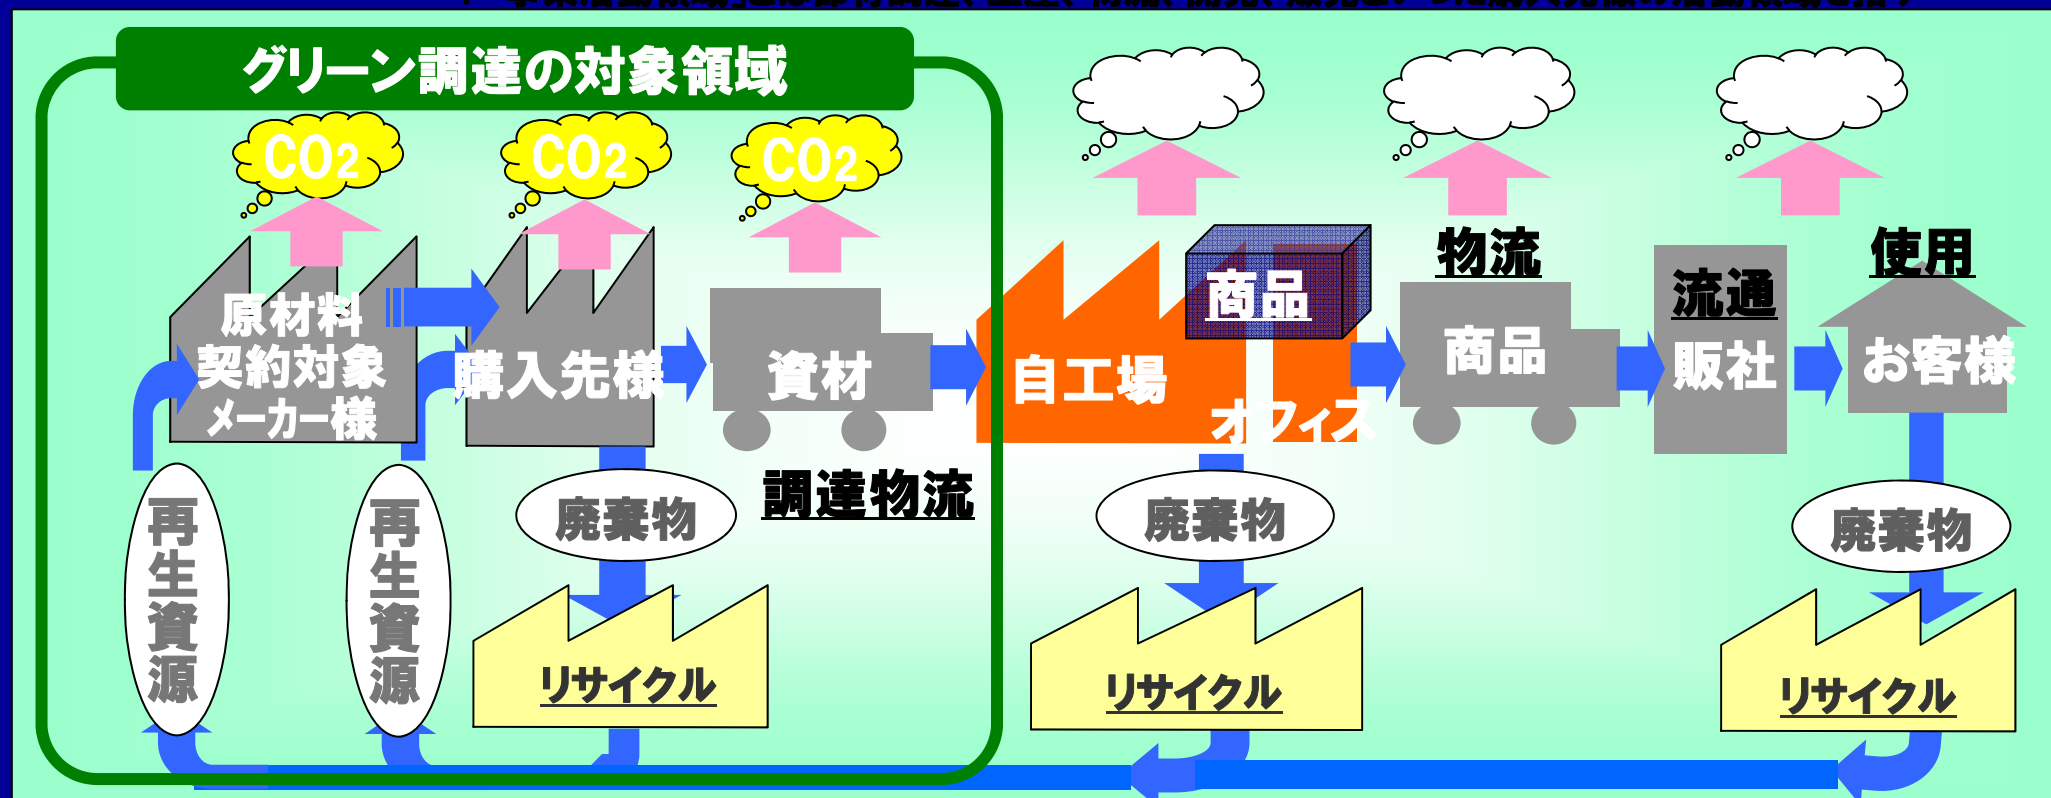 グリーン調達の対象領域
CO2
CO2
CO2
原材料
契約対象
メーカー様
購入先様
資材
調達物流
自工場
オフィス
商品
物流
商品
流通
販社
使用
お客様
再生資源
再生資源
廃棄物
廃棄物
廃棄物
リサイクル
リサイクル
リサイクル